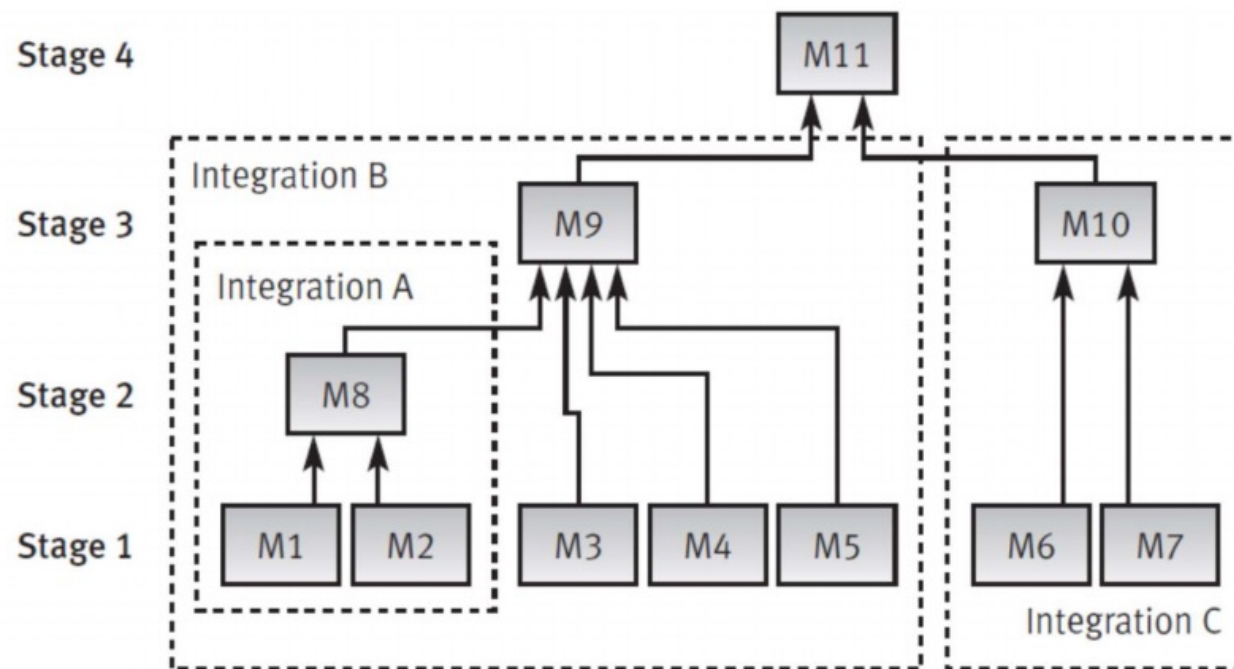 Stage 4
M11
Integration B
Stage 3
M9
M10
Integration A
Stage 2
M8
Stage 1
M1
M2
M3
M4
M5
M6
M7
Integration C